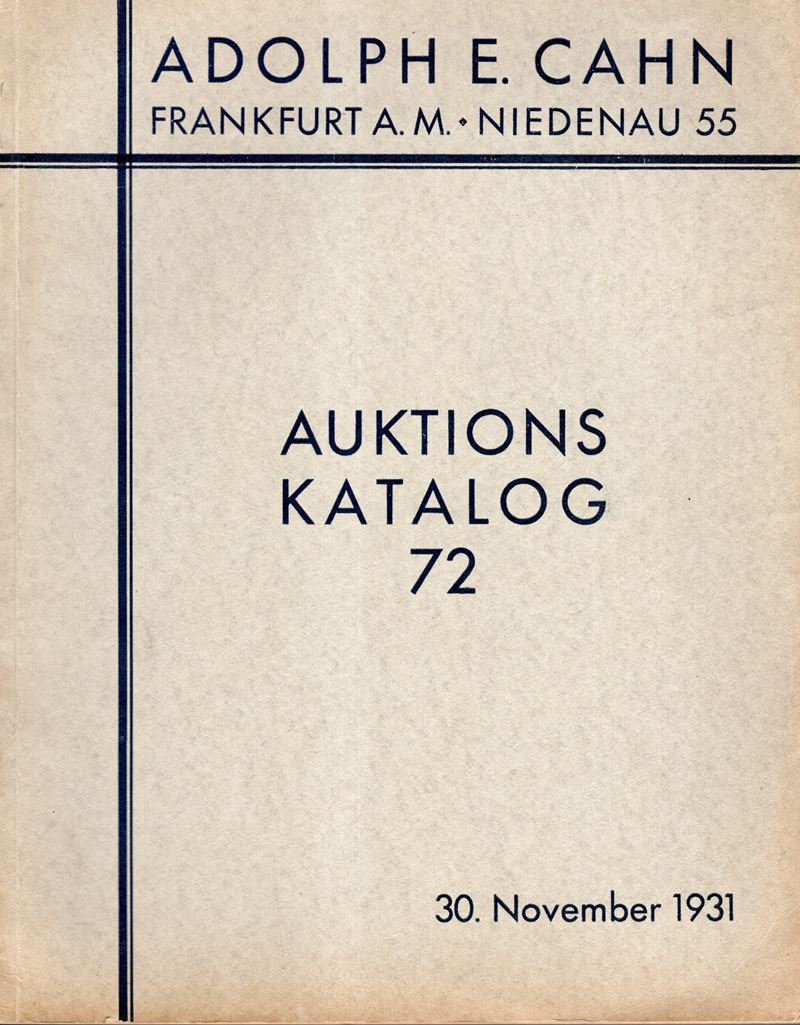 ADOLPH E. CAHN
FRANKFURT A. M. • NIEDENAU 55
AUKTIONS
KATALOG
72
30. November 1931